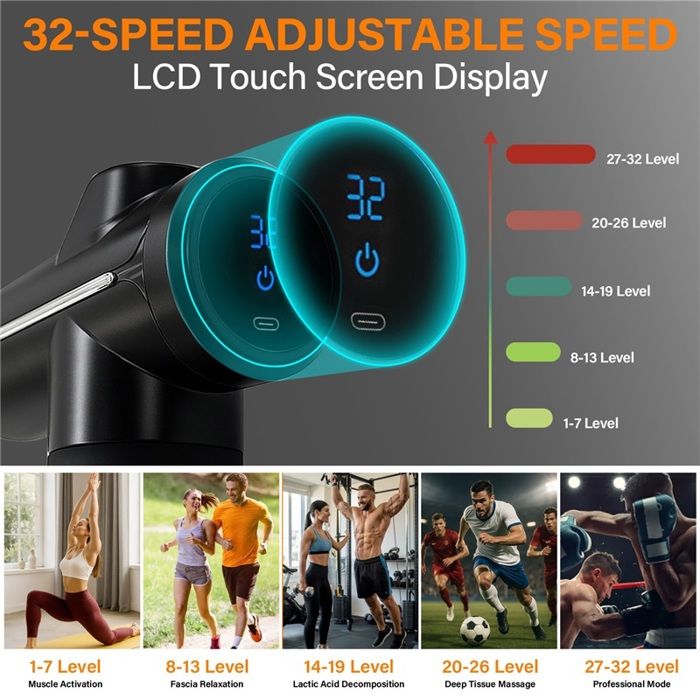 32-SPEED ADJUSTABLE SPEED
LCD Touch Screen Display
32
32
27-32 Level
20-26 Level
14-19 Level
8-13 Level
1-7 Level
1-7 Level
Muscle Activation
8-13 Level
Fascia Relaxation
14-19 Level
Lactic Acid Decomposition
20-26 Level
Deep Tissue Massage
27-32 Level
Professional Mode